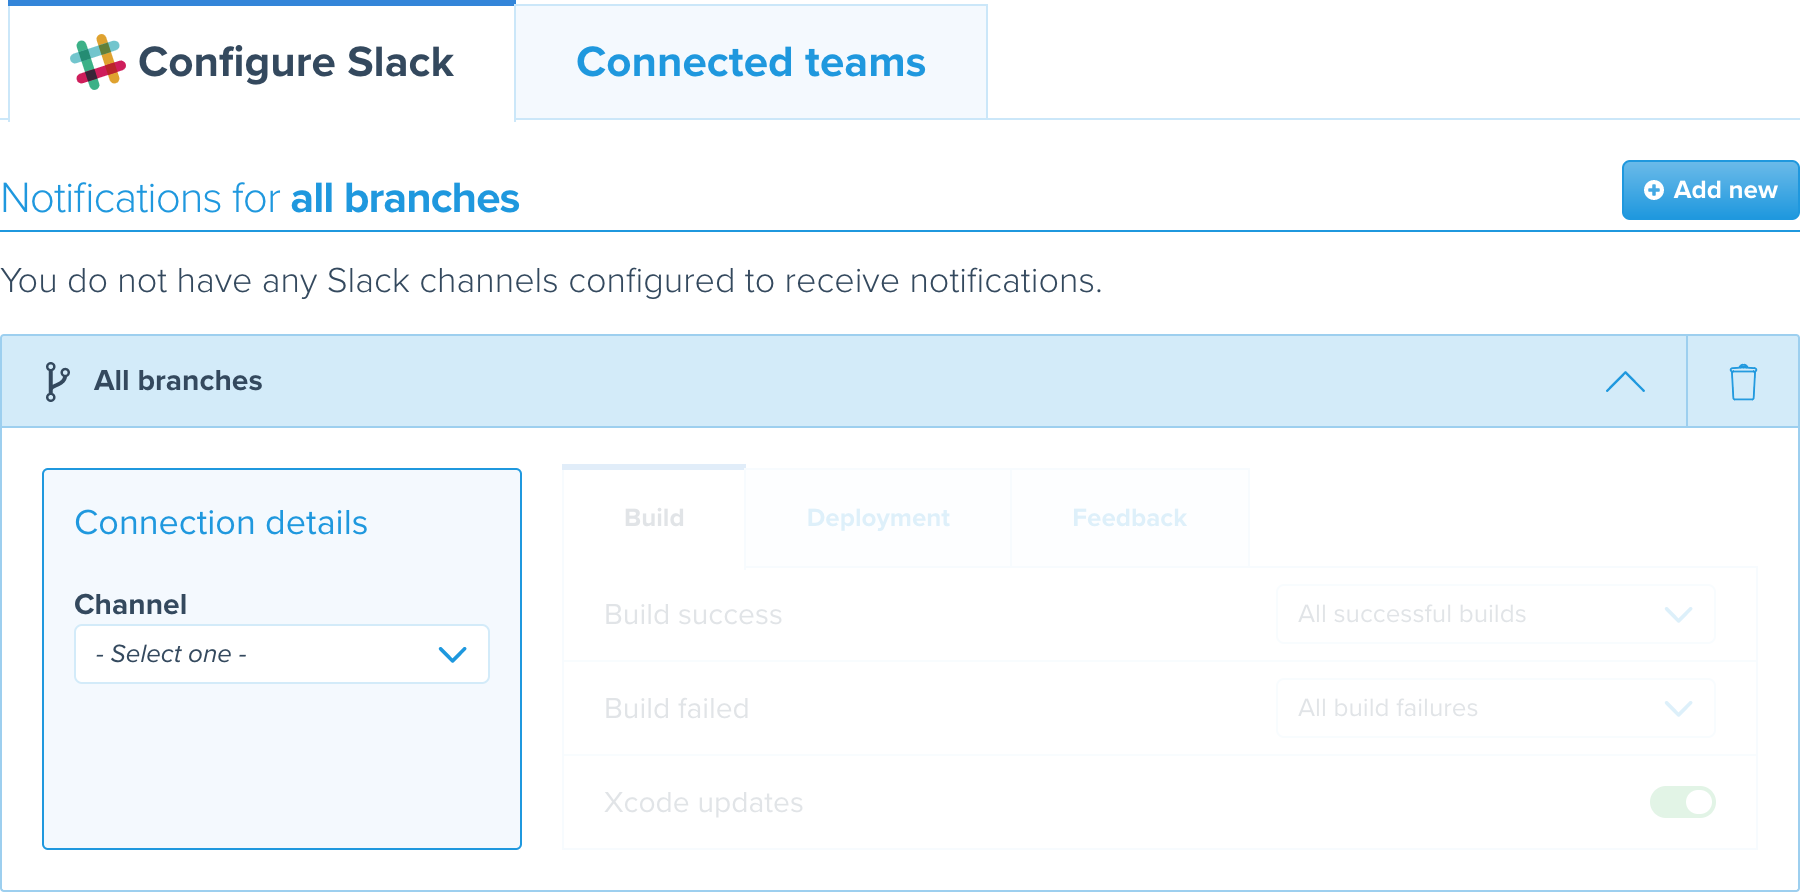 Configure Slack
Connected teams
Notifications for all branches
Add new
You do not have any Slack channels configured to receive notifications.
All branches
Connection details
Channel
- Select one -
Build
Deployment
Feedback
Build success
All successful builds
Build failed
All build failures
Xcode updates